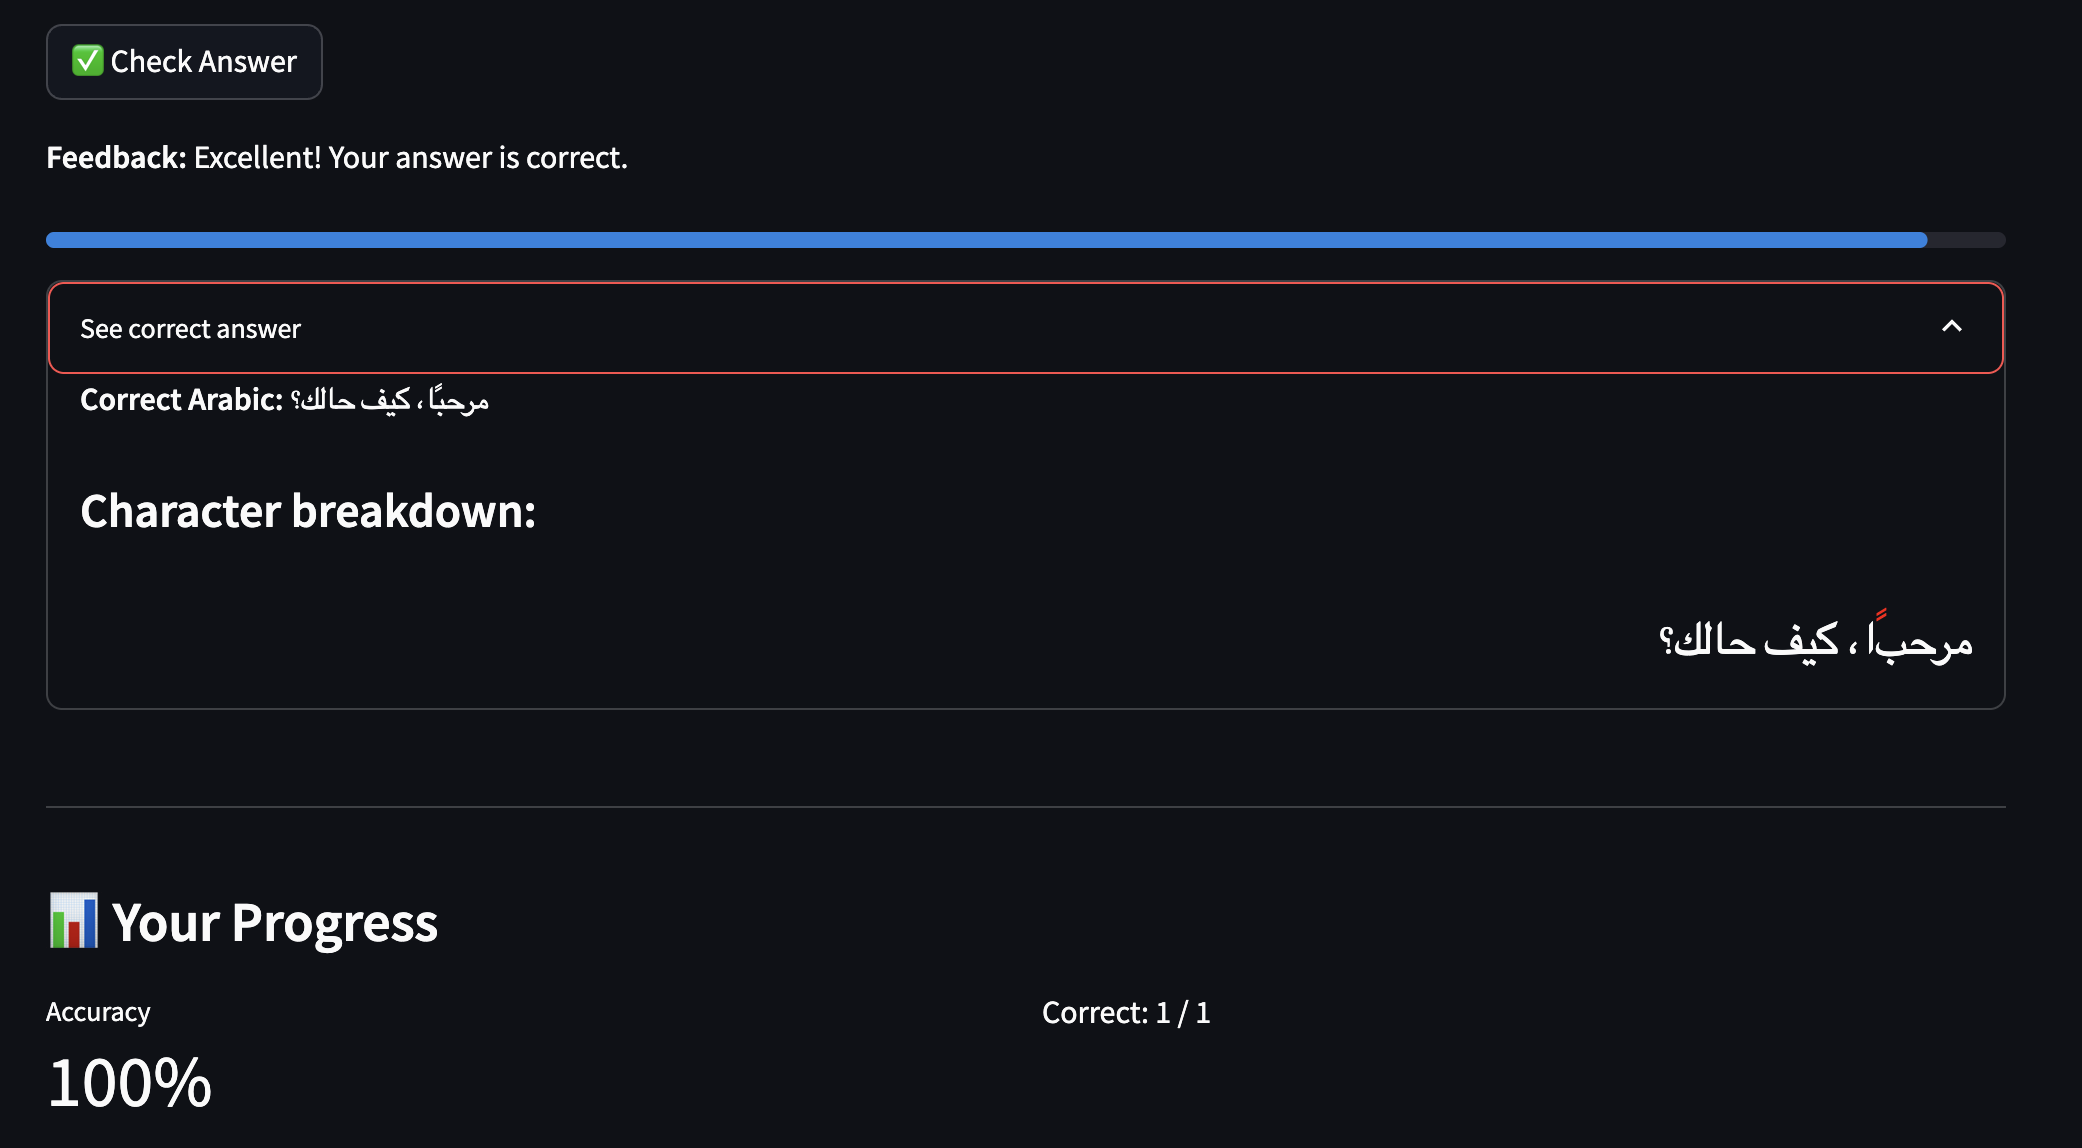 ✅ Check Answer
Feedback: Excellent! Your answer is correct.
See correct answer
Correct Arabic: مرحبًا، كيف حالك؟
Character breakdown:
مرحبًا، كيف حالك؟
📊 Your Progress
Accuracy
Correct: 1 / 1
100%